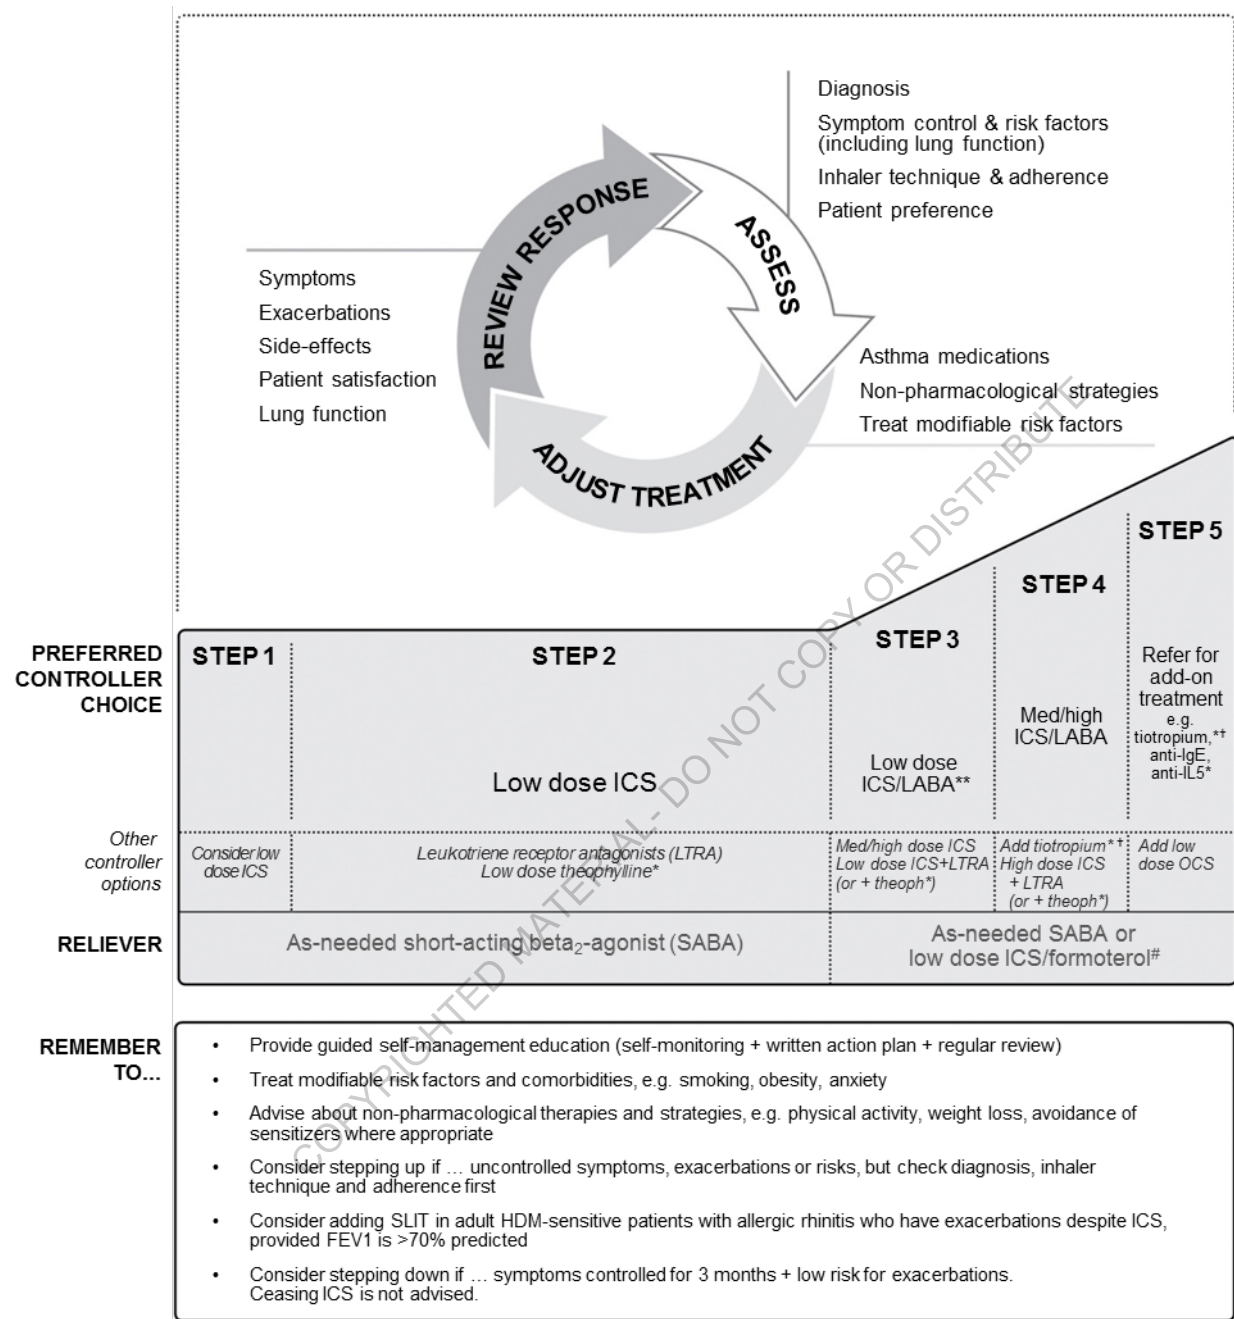 Diagnosis
Symptom control & risk factors
(including lung function)
Inhaler technique & adherence
Patient preference
REVIEW RESPONSE
ASSESS
ADJUST TREATMENT
Symptoms
Exacerbations
Side-effects
Patient satisfaction
Lung function
Asthma medications
Non-pharmacological strategies
Treat modifiable risk factors
COPYRIGHTED MATERIAL- DO NOT COPY OR DISTRIBUTE
PREFERRED
CONTROLLER
CHOICE
STEP 1
STEP 2
Low dose ICS
STEP 3
Low dose
ICS/LABA**
STEP 4
Med/high
ICS/LABA
STEP 5
Refer for
add-on
treatment
e.g.
tiotropium,*†
anti-IgE,
anti-IL5*
Other
controller
options
Consider low
dose ICS
Leukotriene receptor antagonists (LTRA)
Low dose theophylline*
Med/high dose ICS
Low dose ICS+LTRA
(or + theoph*)
Add tiotropium*†
High dose ICS
+ LTRA
(or + theoph*)
Add low
dose OCS
RELIEVER
As-needed short-acting beta₂-agonist (SABA)
As-needed SABA or
low dose ICS/formoterol#
REMEMBER
TO...
• Provide guided self-management education (self-monitoring + written action plan + regular review)
• Treat modifiable risk factors and comorbidities, e.g. smoking, obesity, anxiety
• Advise about non-pharmacological therapies and strategies, e.g. physical activity, weight loss, avoidance of
sensitizers where appropriate
• Consider stepping up if … uncontrolled symptoms, exacerbations or risks, but check diagnosis, inhaler
technique and adherence first
• Consider adding SLIT in adult HDM-sensitive patients with allergic rhinitis who have exacerbations despite ICS,
provided FEV1 is >70% predicted
• Consider stepping down if … symptoms controlled for 3 months + low risk for exacerbations.
Ceasing ICS is not advised.